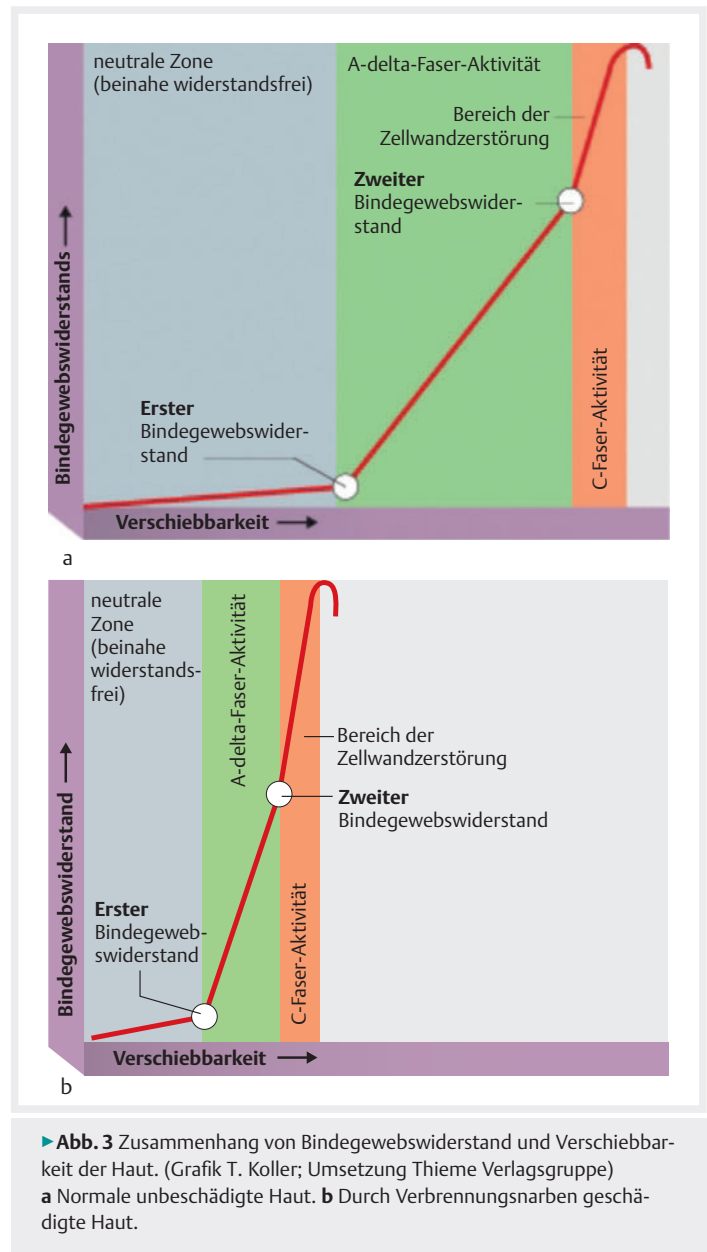 neutrale Zone
(beinahe widerstandsfrei)
A-delta-Faser-Aktivität
Bereich der
Zellwandzerstörung
Zweiter
Bindegewebswider-
stand
Erster
Bindegewebswider-
stand
C-Faser-Aktivität
Bindegewebswiderstands
Verschiebbarkeit
a
neutrale
Zone
(beinahe
widerstands-
frei)
A-delta-Faser-Aktivität
Bereich der
Zellwandzerstörung
Zweiter
Bindegewebswiderstand
Erster
Bindegeweb-
swiderstand
C-Faser-Aktivität
Bindegewebswiderstand
Verschiebbarkeit
b
►Abb. 3 Zusammenhang von Bindegewebswiderstand und Verschiebbar-
keit der Haut. (Grafik T. Koller; Umsetzung Thieme Verlagsgruppe)
a Normale unbeschädigte Haut. b Durch Verbrennungsnarben geschä-
digte Haut.